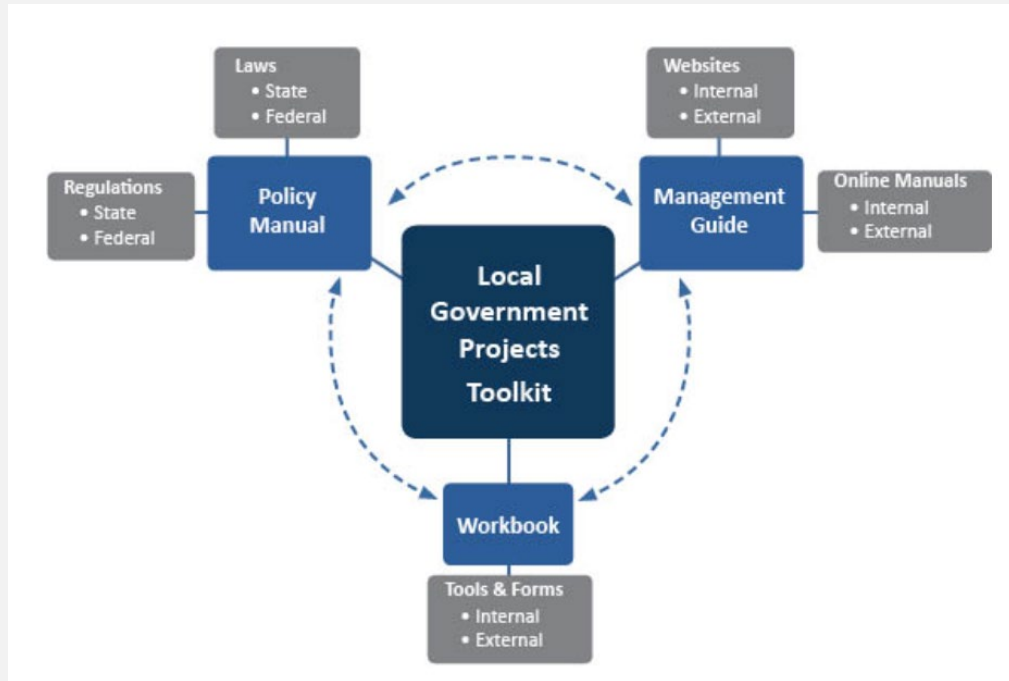 Laws
• State
• Federal
Websites
• Internal
• External
Regulations
• State
• Federal
Policy
Manual
Management
Guide
Online Manuals
• Internal
• External
Local
Government
Projects
Toolkit
Workbook
Tools & Forms
• Internal
• External